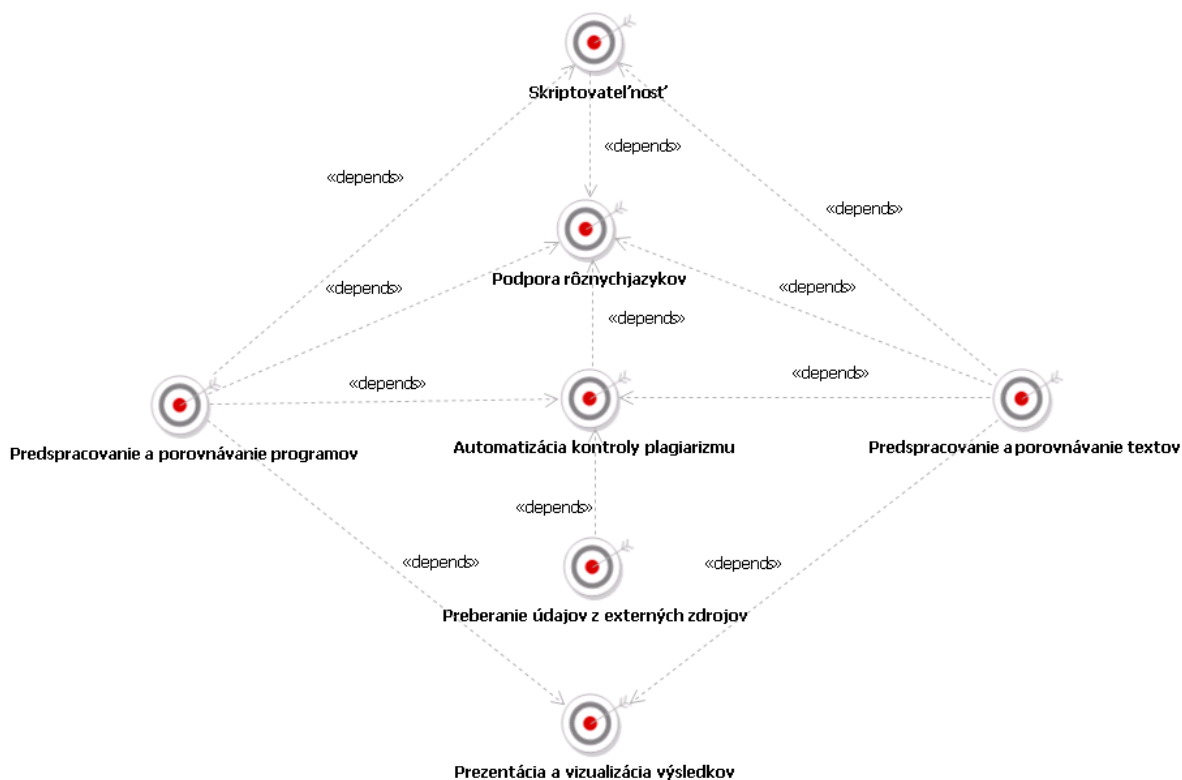 Skriptovateľnosť
«depends»
«depends»
«depends»
Podpora rôznychjazykov
«depends»
«depends»
«depends»
«depends»
«depends»
Predspracovanie a porovnávanie programov
Automatizácia kontroly plagiarizmu
Predspracovanie a porovnávanie textov
«depends»
«depends»
«depends»
Preberanie údajov z externých zdrojov
Prezentácia a vizualizácia výsledkov